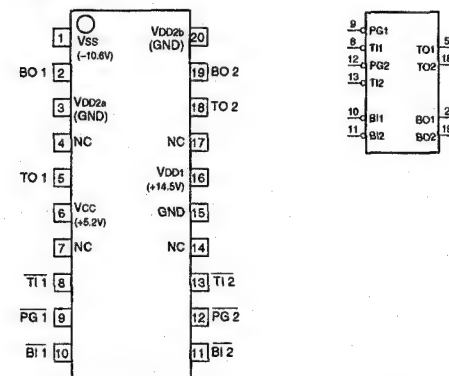 1 VSS (−10.6V) VDD2b (GND) 20
BO 1 2 19 BO 2
3 VDD2a (GND) 18 TO 2
4 NC NC 17
TO 1 5 VDD1 (+14.5V) 16
6 VCC (+5.2V) GND 15
7 NC NC 14
TI 1 8 13 TI 2
PG 1 9 12 PG 2
BI 1 10 11 BI 2
9 PG1
8 TI1 TO1 5
12 PG2 TO2 18
13 TI2
10 BI1 BO1 2
11 BI2 BO2 19